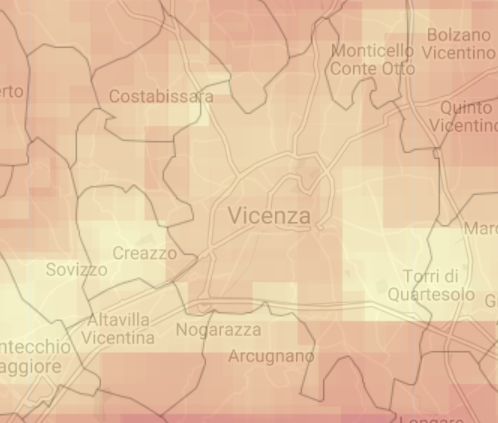 Bolzano
Vicentino
Monticello
Conte Otto
erto
Costabissara
Quinto
Vicentino
Vicenza
Marc
Creazzo
Sovizzo
Torri di
Quartesolo
G
Altavilla
Vicentina
Nogarazza
ntecchio
aggiore
Arcugnano
Longare